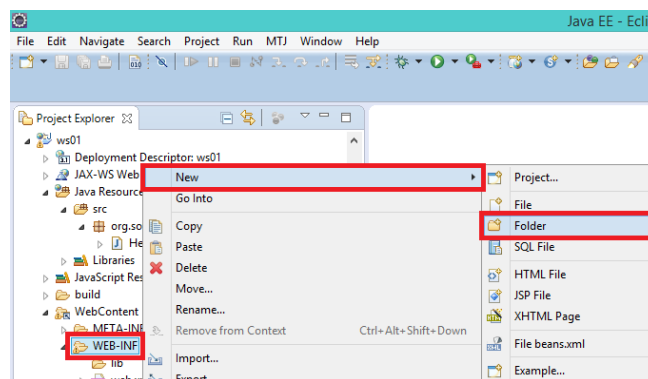 Java EE - Ecli
File Edit Navigate Search Project Run MTJ Window Help
Project Explorer
ws01
Deployment Descriptor: ws01
JAX-WS Web
Java Resource
src
org.so
He
Libraries
JavaScript Res
build
WebContent
META-INF
WEB-INF
lib
New
Go Into
Copy
Paste
Delete
Move...
Rename...
Remove from Context Ctrl+Alt+Shift+Down
Import...
Export
Project...
File
Folder
SQL File
HTML File
JSP File
XHTML Page
File beans.xml
Example...